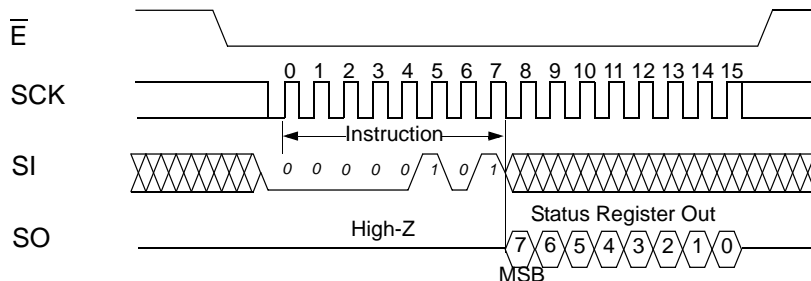 E
SCK
0 1 2 3 4 5 6 7 8 9 10 11 12 13 14 15
Instruction
SI
0 0 0 0 0 1 0 1
SO
High-Z
Status Register Out
7 6 5 4 3 2 1 0
MSB